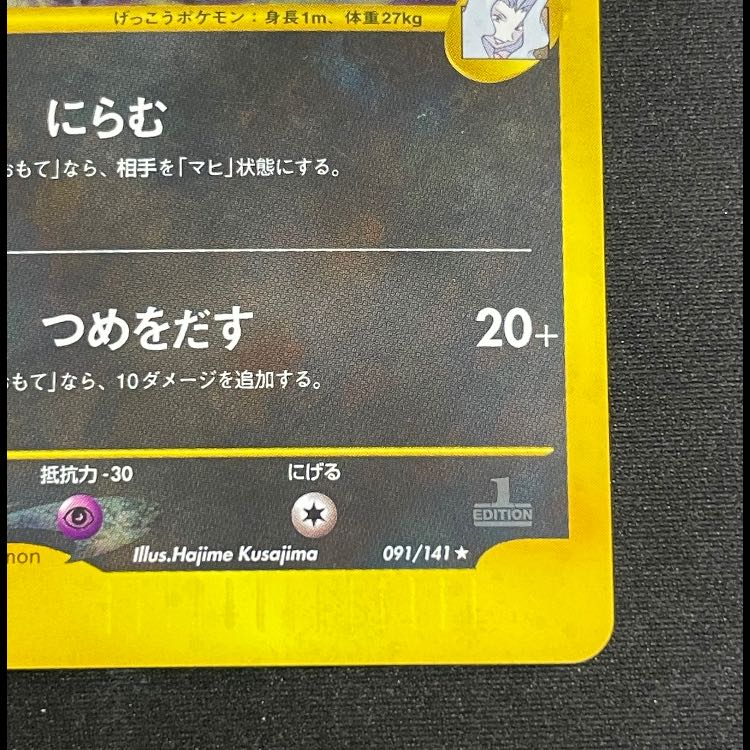 げっこうポケモン：身長1m、体重27kg
にらむ
おもて」なら、相手を「マヒ」状態にする。
つめをだす 20+
おもて」なら、10ダメージを追加する。
抵抗力 -30 にげる
1
EDITION
mon Illus.Hajime Kusajima 091/141★